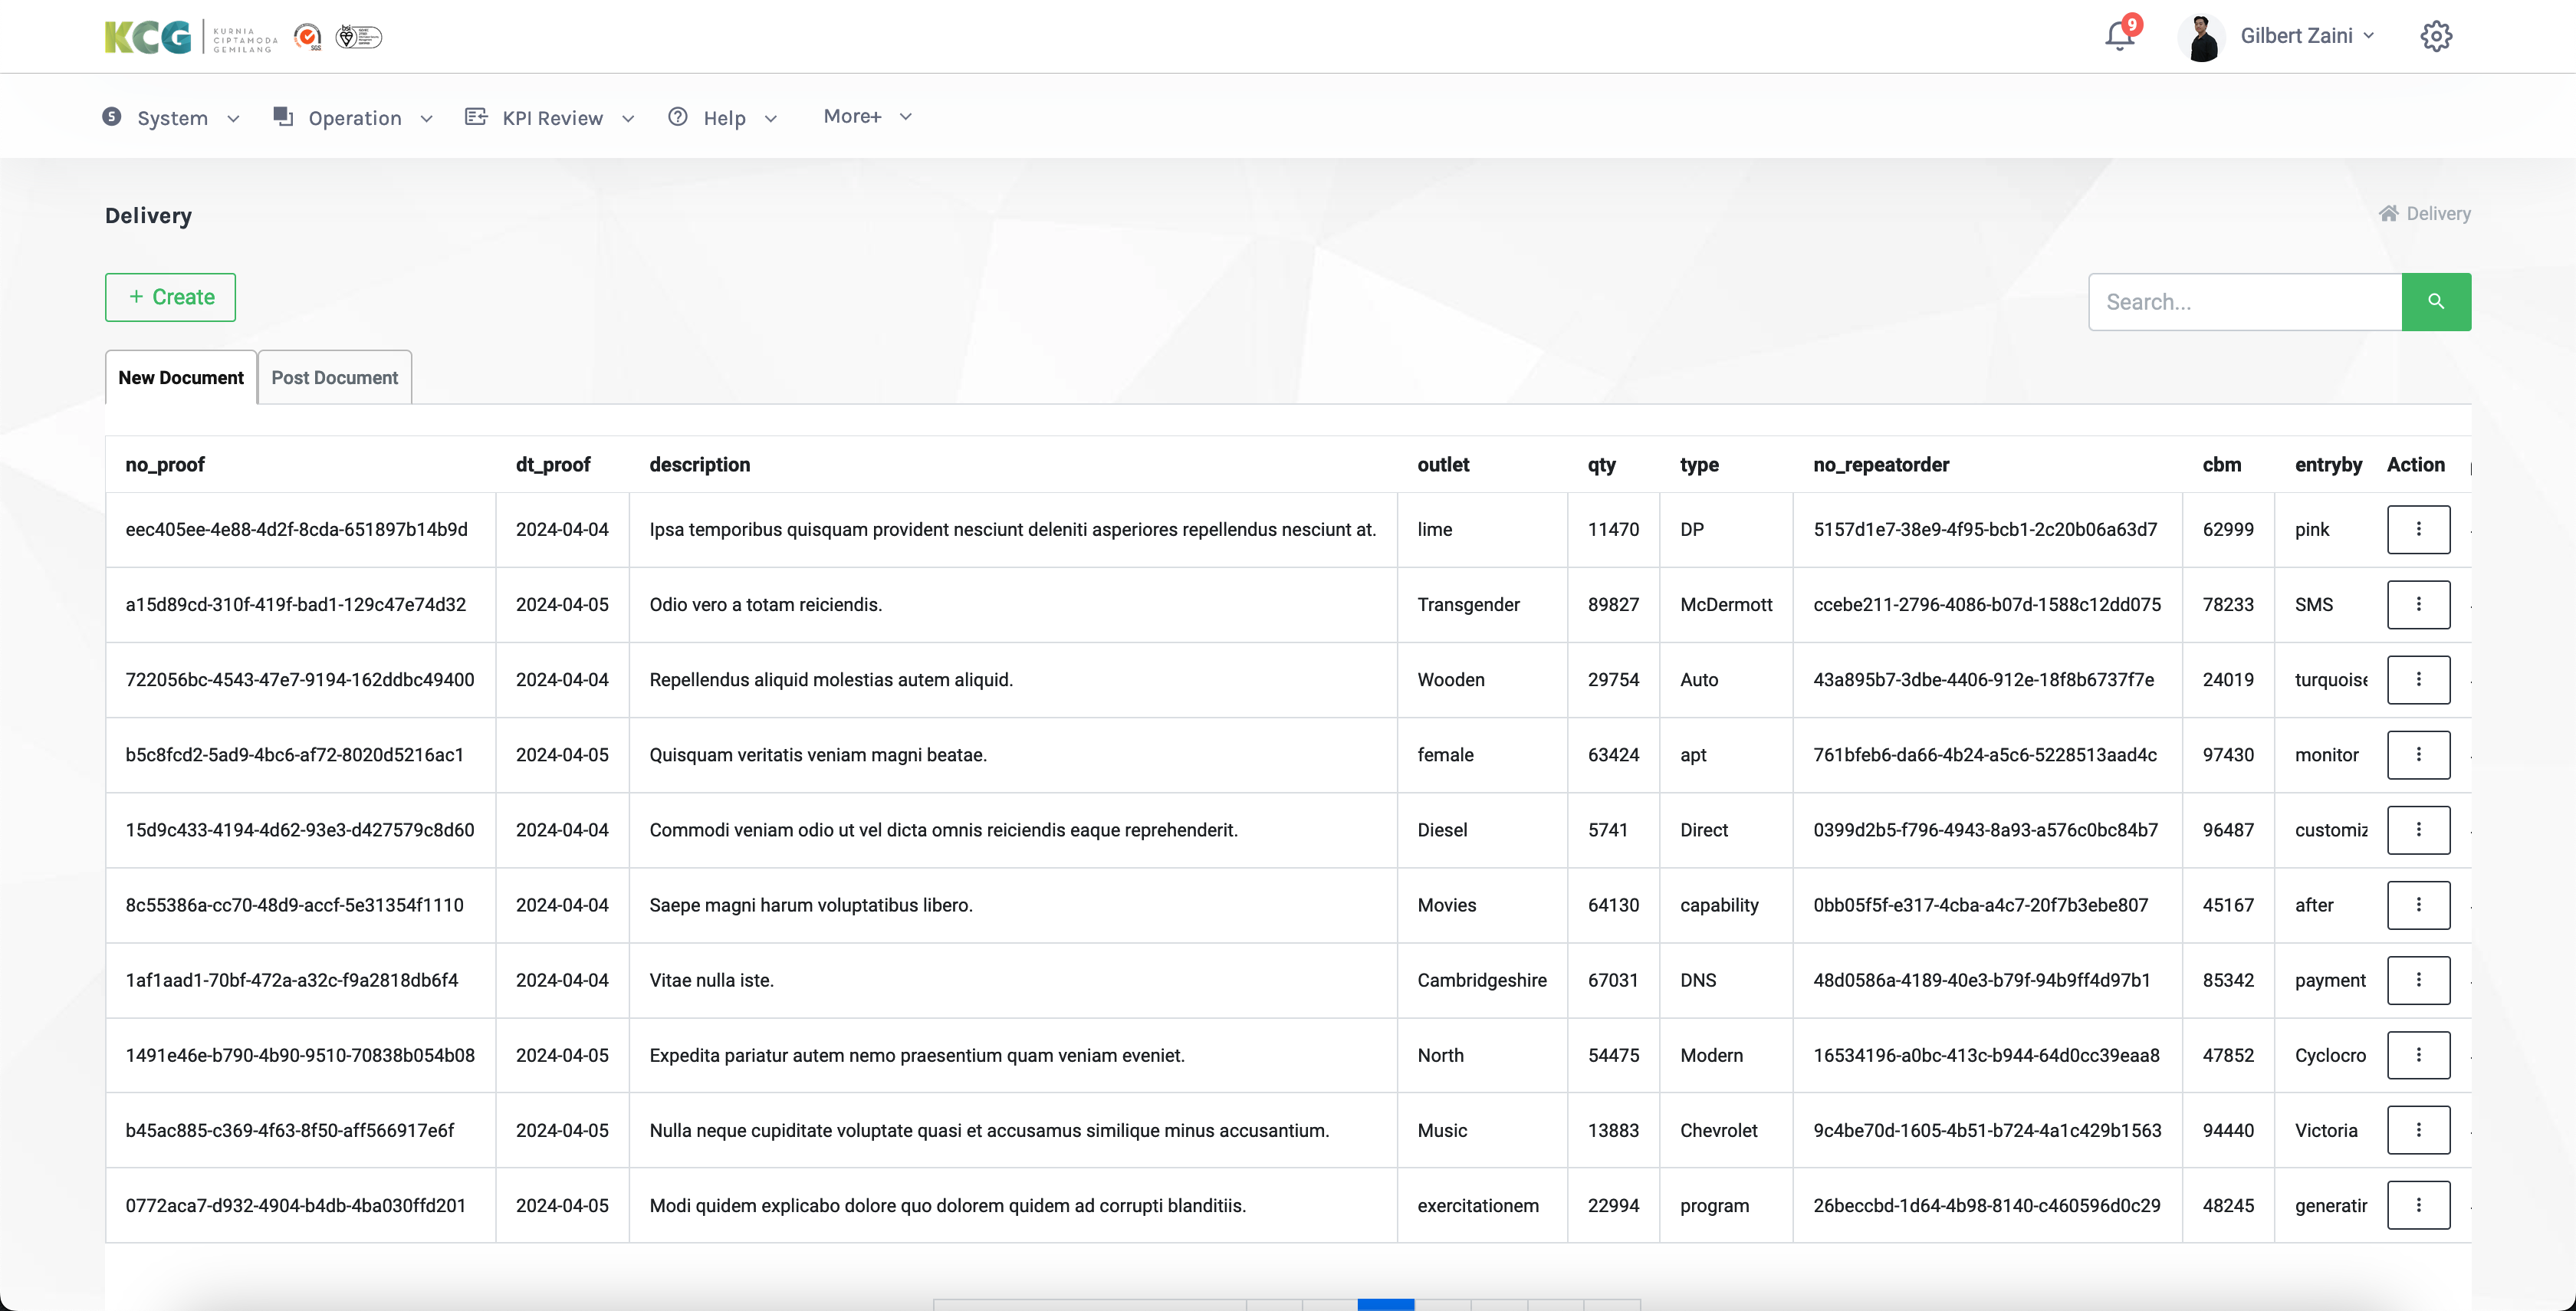 KCG KURNIA CIPTAMODA GEMILANG SGS bsi. 9 Gilbert Zaini
System Operation KPI Review Help More+
Delivery Delivery
+ Create Search...
New Document Post Document
no_proof dt_proof description outlet qty type no_repeatorder cbm entryby Action
eec405ee-4e88-4d2f-8cda-651897b14b9d 2024-04-04 Ipsa temporibus quisquam provident nesciunt deleniti asperiores repellendus nesciunt at. lime 11470 DP 5157d1e7-38e9-4f95-bcb1-2c20b06a63d7 62999 pink
a15d89cd-310f-419f-bad1-129c47e74d32 2024-04-05 Odio vero a totam reiciendis. Transgender 89827 McDermott ccebe211-2796-4086-b07d-1588c12dd075 78233 SMS
722056bc-4543-47e7-9194-162ddbc49400 2024-04-04 Repellendus aliquid molestias autem aliquid. Wooden 29754 Auto 43a895b7-3dbe-4406-912e-18f8b6737f7e 24019 turquoise
b5c8fcd2-5ad9-4bc6-af72-8020d5216ac1 2024-04-05 Quisquam veritatis veniam magni beatae. female 63424 apt 761bfeb6-da66-4b24-a5c6-5228513aad4c 97430 monitor
15d9c433-4194-4d62-93e3-d427579c8d60 2024-04-04 Commodi veniam odio ut vel dicta omnis reiciendis eaque reprehenderit. Diesel 5741 Direct 0399d2b5-f796-4943-8a93-a576c0bc84b7 96487 customiz
8c55386a-cc70-48d9-accf-5e31354f1110 2024-04-04 Saepe magni harum voluptatibus libero. Movies 64130 capability 0bb05f5f-e317-4cba-a4c7-20f7b3ebe807 45167 after
1af1aad1-70bf-472a-a32c-f9a2818db6f4 2024-04-04 Vitae nulla iste. Cambridgeshire 67031 DNS 48d0586a-4189-40e3-b79f-94b9ff4d97b1 85342 payment
1491e46e-b790-4b90-9510-70838b054b08 2024-04-05 Expedita pariatur autem nemo praesentium quam veniam eveniet. North 54475 Modern 16534196-a0bc-413c-b944-64d0cc39eaa8 47852 Cyclocro
b45ac885-c369-4f63-8f50-aff566917e6f 2024-04-05 Nulla neque cupiditate voluptate quasi et accusamus similique minus accusantium. Music 13883 Chevrolet 9c4be70d-1605-4b51-b724-4a1c429b1563 94440 Victoria
0772aca7-d932-4904-b4db-4ba030ffd201 2024-04-05 Modi quidem explicabo dolore quo dolorem quidem ad corrupti blanditiis. exercitationem 22994 program 26beccbd-1d64-4b98-8140-c460596d0c29 48245 generatin